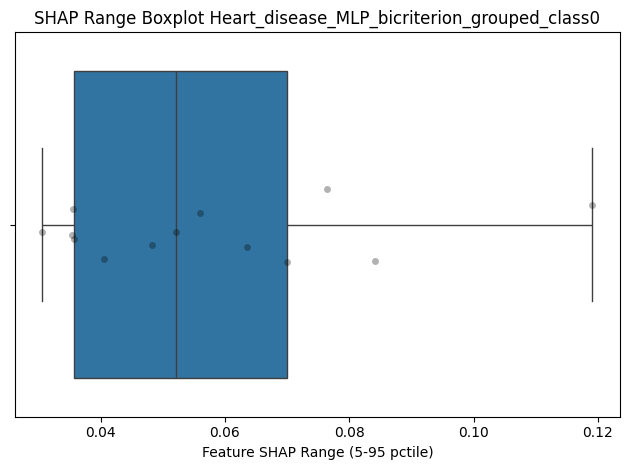 SHAP Range Boxplot Heart_disease_MLP_bicriterion_grouped_class0
0.04 0.06 0.08 0.10 0.12
Feature SHAP Range (5-95 pctile)